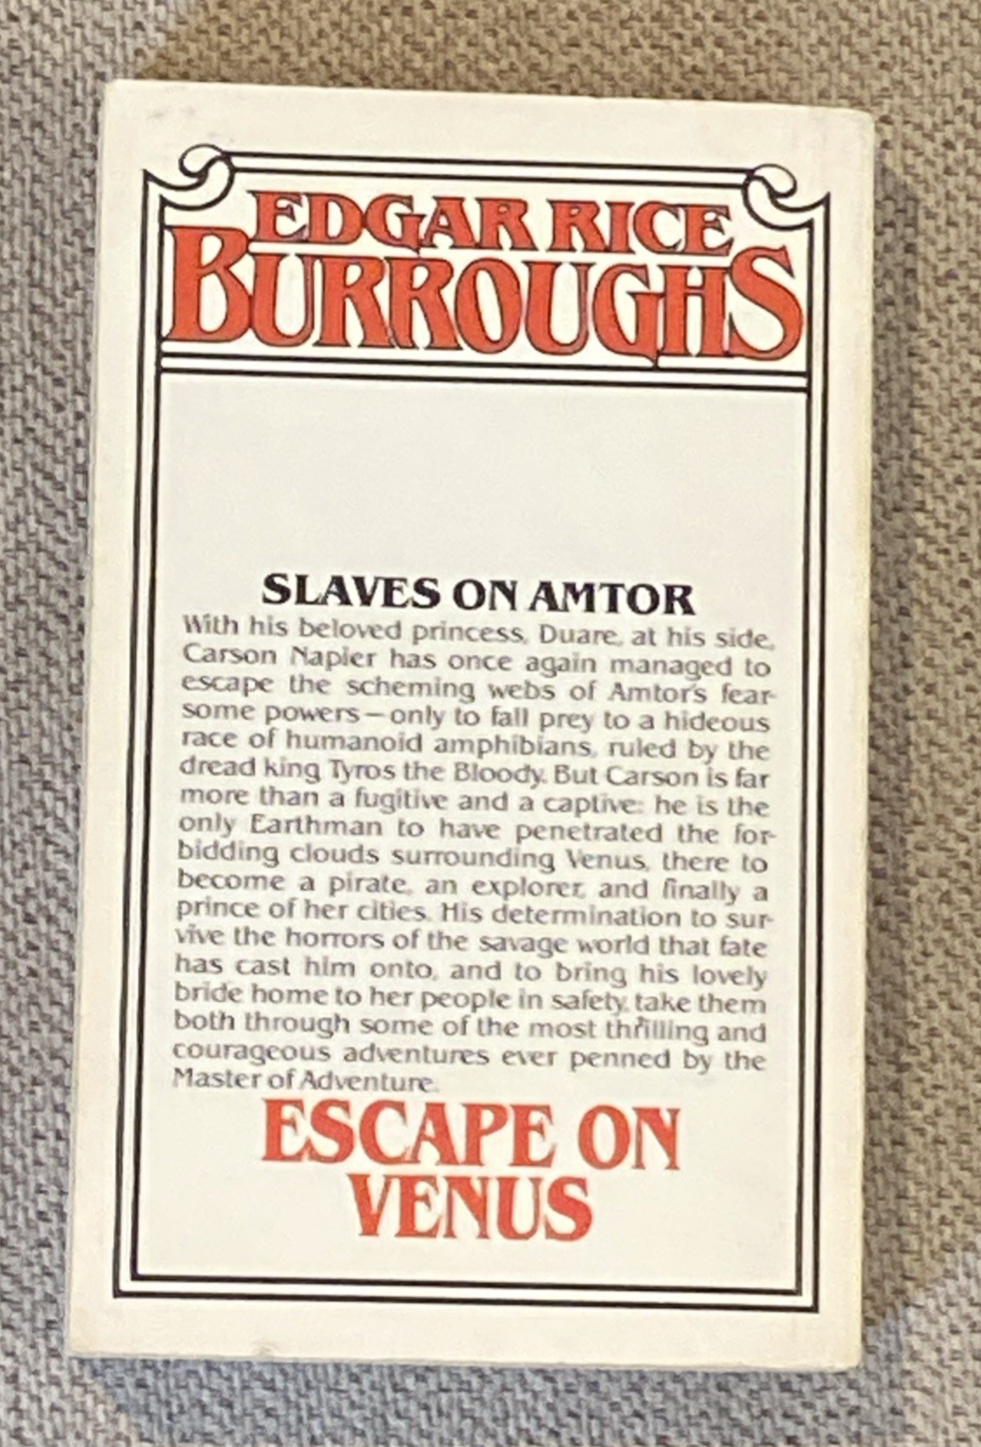 EDGAR RICE
BURROUGHS
SLAVES ON AMTOR
With his beloved princess, Duare, at his side,
Carson Napier has once again managed to
escape the scheming webs of Amtor's fear-
some powers—only to fall prey to a hideous
race of humanoid amphibians, ruled by the
dread king Tyros the Bloody. But Carson is far
more than a fugitive and a captive: he is the
only Earthman to have penetrated the for-
bidding clouds surrounding Venus, there to
become a pirate, an explorer, and finally a
prince of her cities. His determination to sur-
vive the horrors of the savage world that fate
has cast him onto, and to bring his lovely
bride home to her people in safety, take them
both through some of the most thrilling and
courageous adventures ever penned by the
Master of Adventure.
ESCAPE ON
VENUS